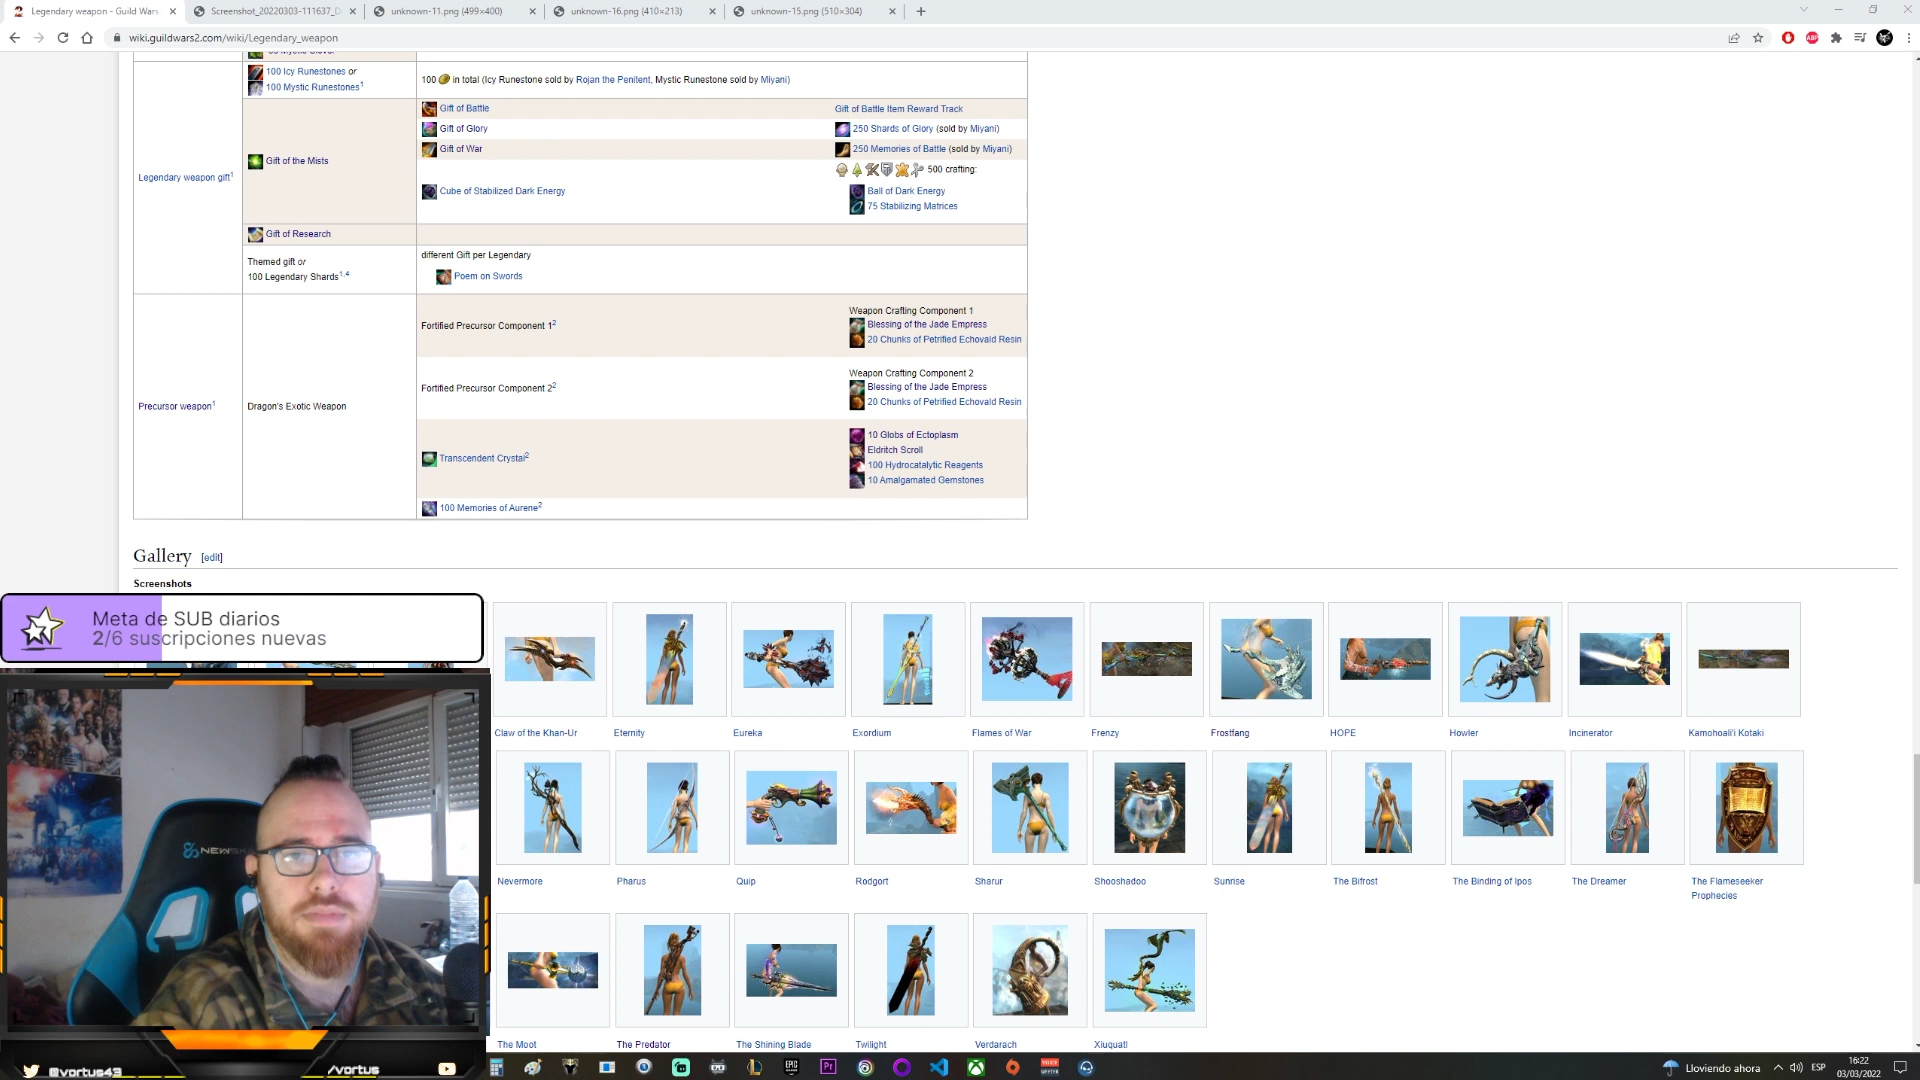 Legendary weapon - Guild Wars
Screenshot_20220303-111637_D
unknown-11.png (499×400)
unknown-16.png (410×213)
unknown-15.png (510×304)
wiki.guildwars2.com/wiki/Legendary_weapon
100 Icy Runestones or
100 Mystic Runestones1
100 in total (Icy Runestone sold by Rojan the Penitent, Mystic Runestone sold by Miyani)
Legendary weapon gift1
Gift of the Mists
Gift of Battle
Gift of Battle Item Reward Track
Gift of Glory
250 Shards of Glory (sold by Miyani)
Gift of War
250 Memories of Battle (sold by Miyani)
Cube of Stabilized Dark Energy
500 crafting:
Ball of Dark Energy
75 Stabilizing Matrices
Gift of Research
Themed gift or
100 Legendary Shards1,4
different Gift per Legendary
Poem on Swords
Precursor weapon1
Dragon's Exotic Weapon
Fortified Precursor Component 12
Weapon Crafting Component 1
Blessing of the Jade Empress
20 Chunks of Petrified Echovald Resin
Fortified Precursor Component 22
Weapon Crafting Component 2
Blessing of the Jade Empress
20 Chunks of Petrified Echovald Resin
Transcendent Crystal2
10 Globs of Ectoplasm
Eldritch Scroll
100 Hydrocatalytic Reagents
10 Amalgamated Gemstones
100 Memories of Aurene2
Gallery [edit]
Screenshots
Meta de SUB diarios
2/6 suscripciones nuevas
Claw of the Khan-Ur
Eternity
Eureka
Exordium
Flames of War
Frenzy
Frostfang
HOPE
Howler
Incinerator
Kamohoali'i Kotaki
Nevermore
Pharus
Quip
Rodgort
Sharur
Shooshadoo
Sunrise
The Bifrost
The Binding of Ipos
The Dreamer
The Flameseeker
Prophecies
The Moot
The Predator
The Shining Blade
Twilight
Verdarach
Xiuquatl
@vortus43
/vortus
Lloviendo ahora
ESP
16:22
03/03/2022